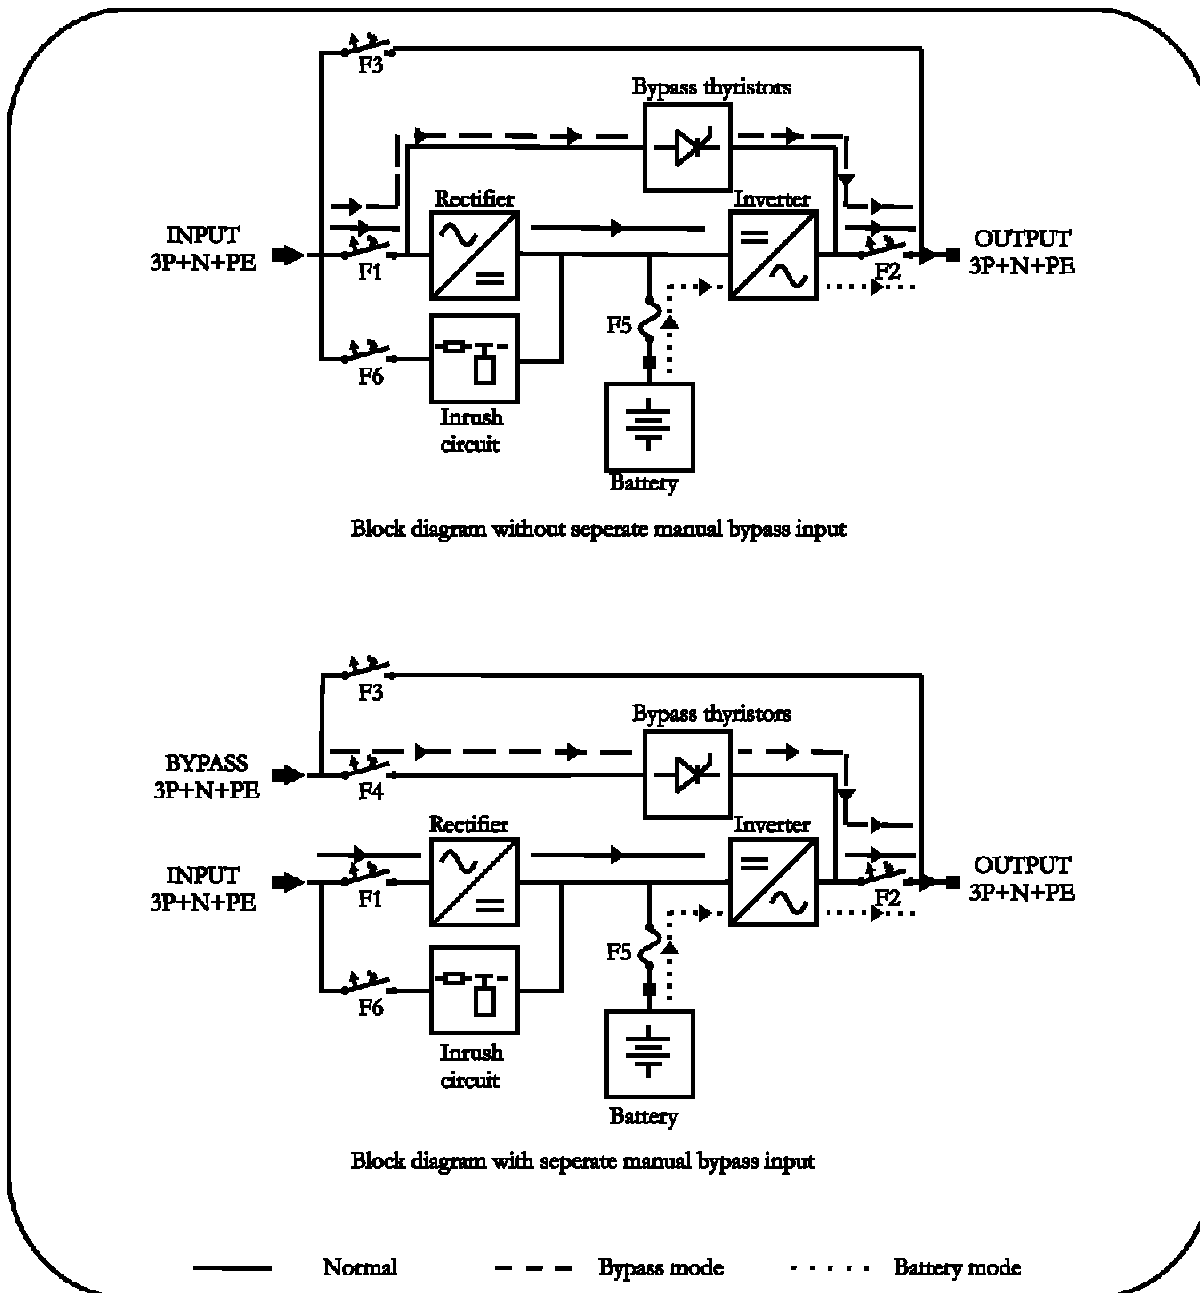 F3
Bypass thyristors
Rectifier
Inverter
INPUT
3P+N+PE
F1
F2
OUTPUT
3P+N+PE
F5
F6
Inrush
circuit
Battery
Block diagram without seperate manual bypass input
F3
Bypass thyristors
BYPASS
3P+N+PE
F4
Rectifier
Inverter
INPUT
3P+N+PE
F1
F2
OUTPUT
3P+N+PE
F5
F6
Inrush
circuit
Battery
Block diagram with seperate manual bypass input
Normal
Bypass mode
Battery mode